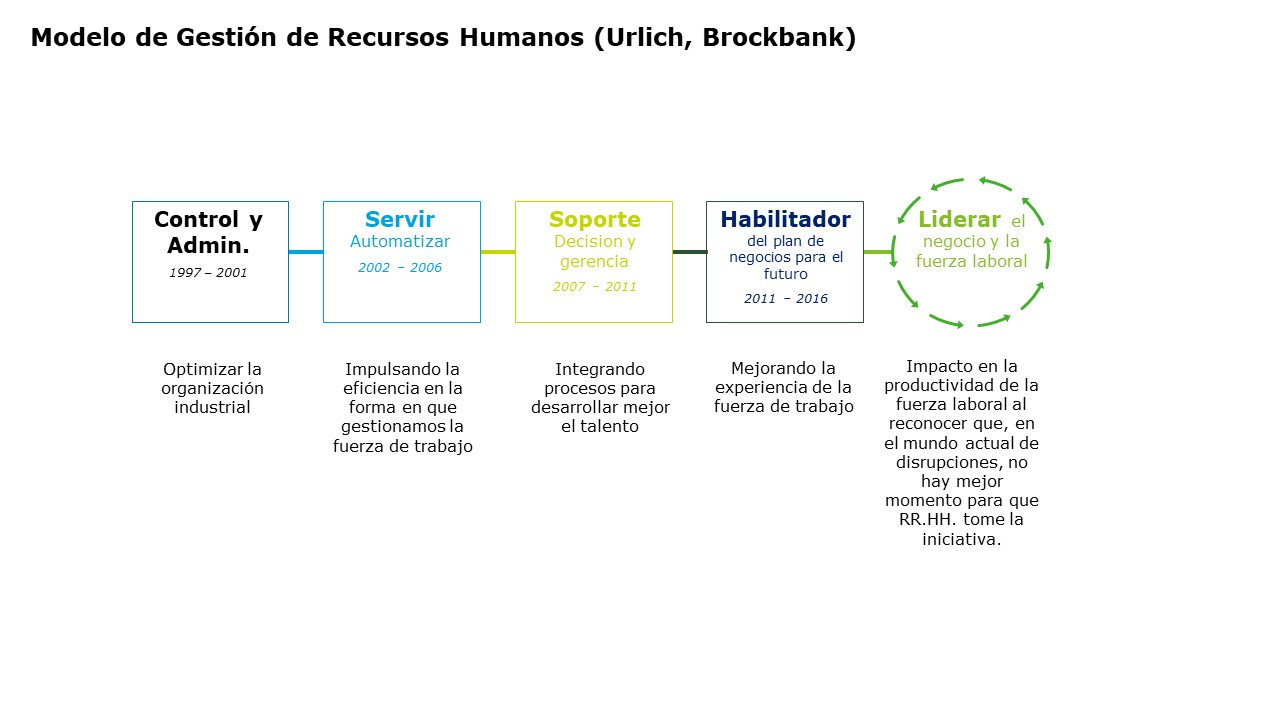 Modelo de Gestión de Recursos Humanos (Urlich, Brockbank)
Control y
Admin.
1997 – 2001
Servir
Automatizar
2002 – 2006
Soporte
Decision y
gerencia
2007 – 2011
Habilitador
del plan de
negocios para el
futuro
2011 – 2016
Liderar el
negocio y la
fuerza laboral
Optimizar la
organización
industrial
Impulsando la
eficiencia en la
forma en que
gestionamos la
fuerza de trabajo
Integrando
procesos para
desarrollar mejor
el talento
Mejorando la
experiencia de la
fuerza de trabajo
Impacto en la
productividad de la
fuerza laboral al
reconocer que, en
el mundo actual de
disrupciones, no
hay mejor
momento para que
RR.HH. tome la
iniciativa.